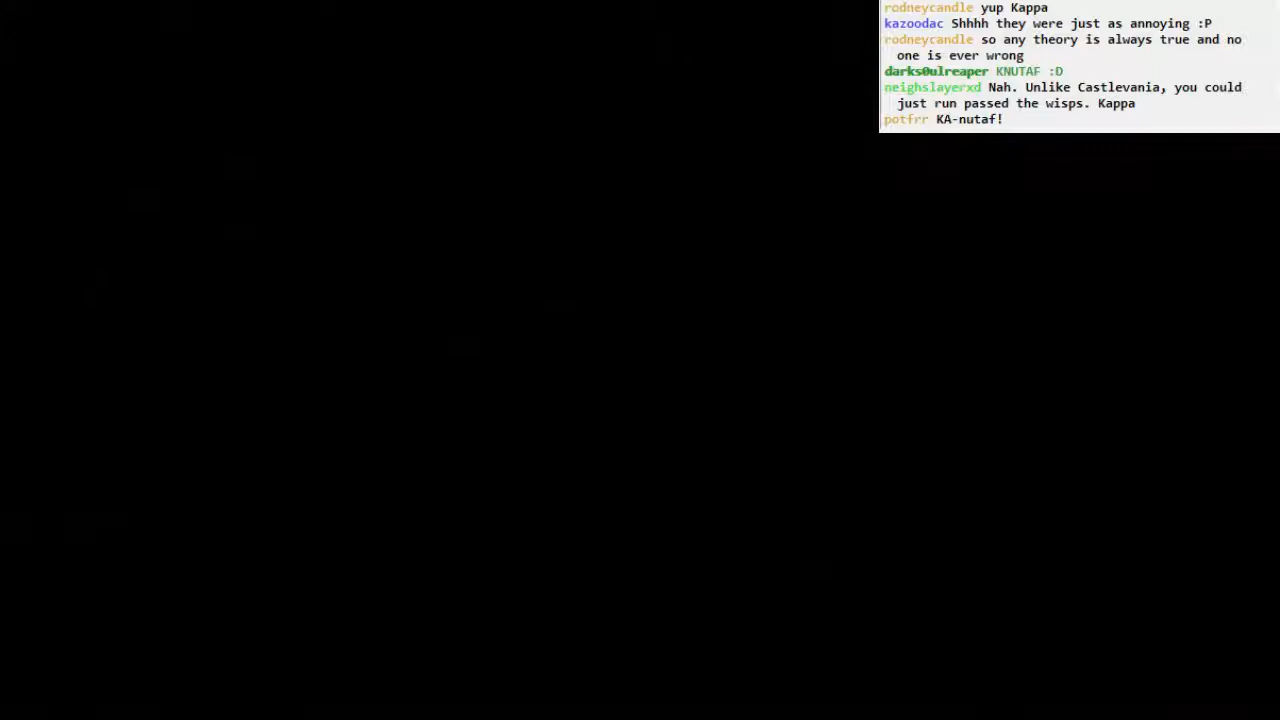 rodneycandle yup Kappa
kazoodac Shhhh they were just as annoying :P
rodneycandle so any theory is always true and no
one is ever wrong
darks0ulreaper KNUTAF :D
neighslayerxd Nah. Unlike Castlevania, you could
just run passed the wisps. Kappa
potfrr KA-nutaf!